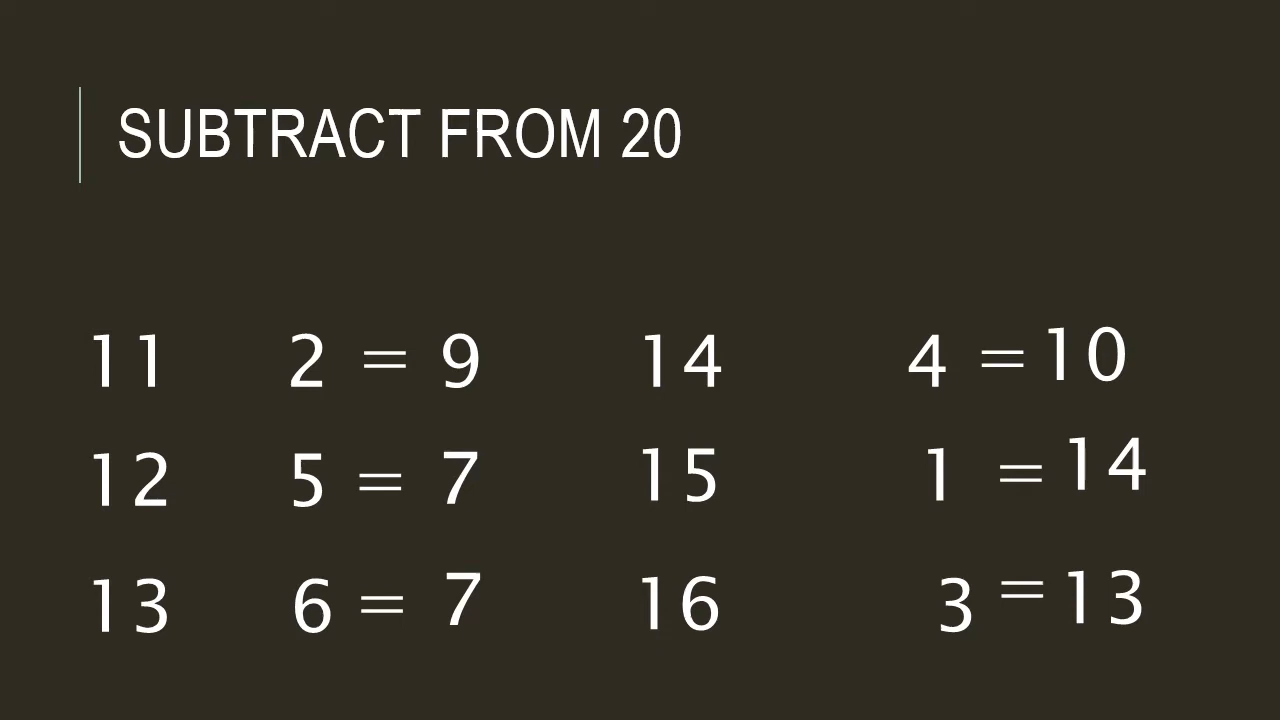 SUBTRACT FROM 20
11 2 = 9 14 4 = 10
12 5 = 7 15 1 = 14
13 6 = 7 16 3 = 13